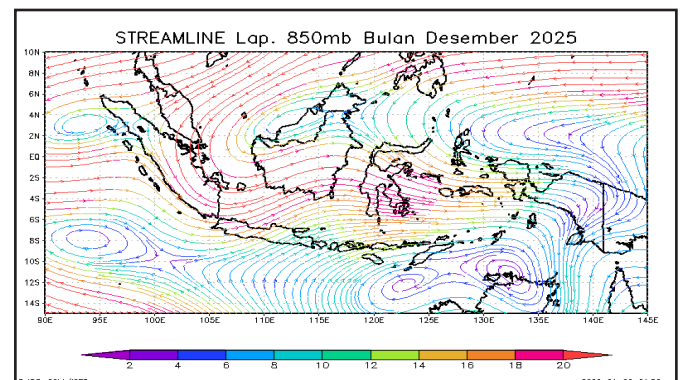 STREAMLINE Lap. 850mb Bulan Desember 2025
10N
8N
6N
4N
2N
EQ
2S
4S
6S
8S
10S
12S
14S
90E 95E 100E 105E 110E 115E 120E 125E 130E 135E 140E 145E
2 4 6 8 10 12 14 16 18 20